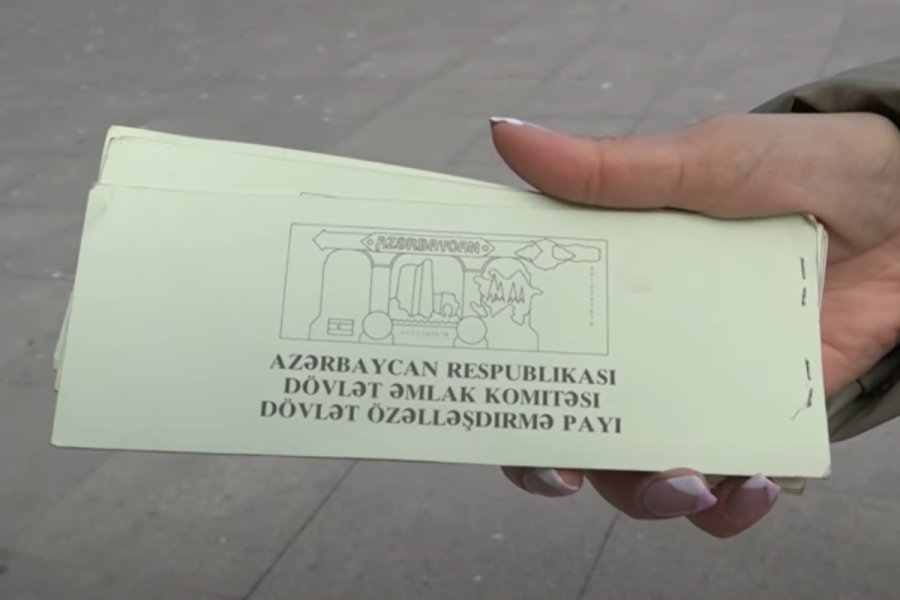 AZƏRBAYCAN
AZƏRBAYCAN RESPUBLIKASI
DÖVLƏT ƏMLAK KOMITƏSI
DÖVLƏT ÖZƏLLƏŞDIRMƏ PAYI